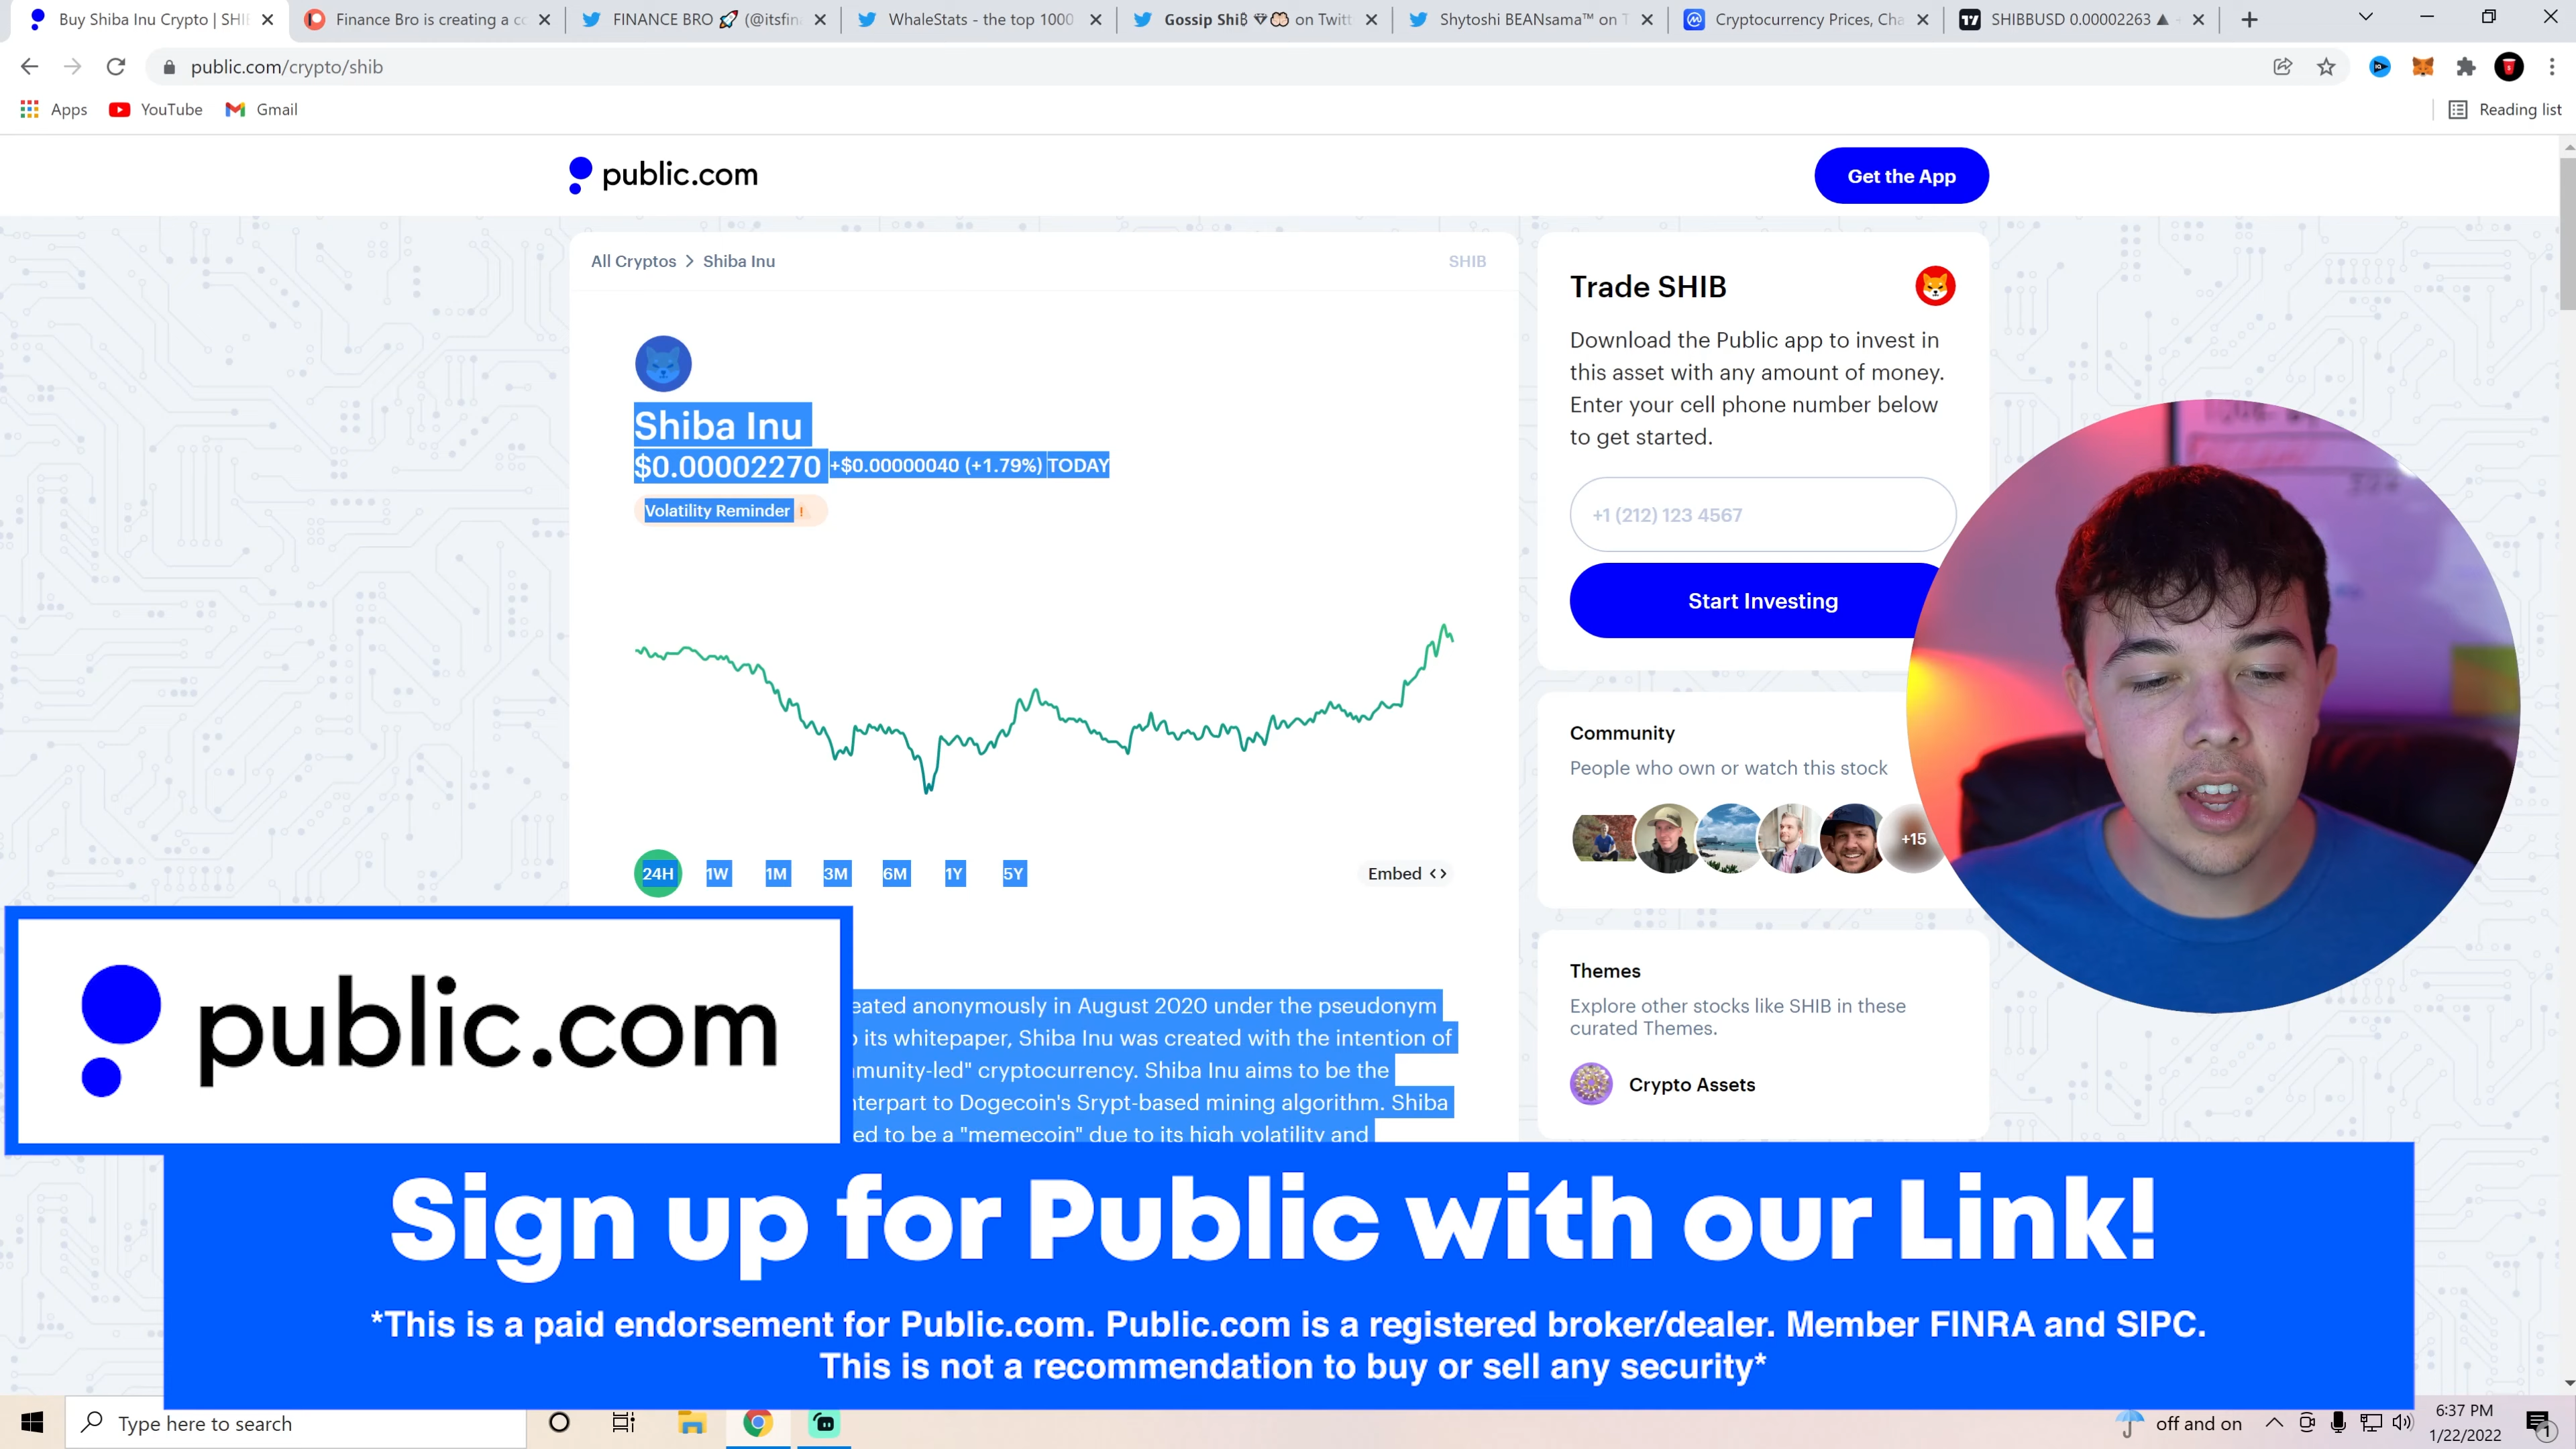 Buy Shiba Inu Crypto | SHI
Finance Bro is creating a co
FINANCE BRO 🚀 (@itsfin
WhaleStats - the top 1000
Gossip Shi฿ on Twitt
Shytoshi BEANsama™ on T
Cryptocurrency Prices, Cha
SHIBBUSD 0.00002263 ▲
public.com/crypto/shib
Apps
YouTube
Gmail
Reading list
public.com
Get the App
All Cryptos > Shiba Inu
SHIB
Shiba Inu
$0.00002270 +$0.00000040 (+1.79%) TODAY
Volatility Reminder !
24H 1W 1M 3M 6M 1Y 5Y
Embed <>
eated anonymously in August 2020 under the pseudonym
its whitepaper, Shiba Inu was created with the intention of
munity-led" cryptocurrency. Shiba Inu aims to be the
nterpart to Dogecoin's Srypt-based mining algorithm. Shiba
ed to be a "memecoin" due to its high volatility and
Trade SHIB
Download the Public app to invest in
this asset with any amount of money.
Enter your cell phone number below
to get started.
+1 (212) 123 4567
Start Investing
Community
People who own or watch this stock
+15
Themes
Explore other stocks like SHIB in these
curated Themes.
Crypto Assets
public.com
Sign up for Public with our Link!
*This is a paid endorsement for Public.com. Public.com is a registered broker/dealer. Member FINRA and SIPC.
This is not a recommendation to buy or sell any security*
Type here to search
off and on
6:37 PM
1/22/2022
1